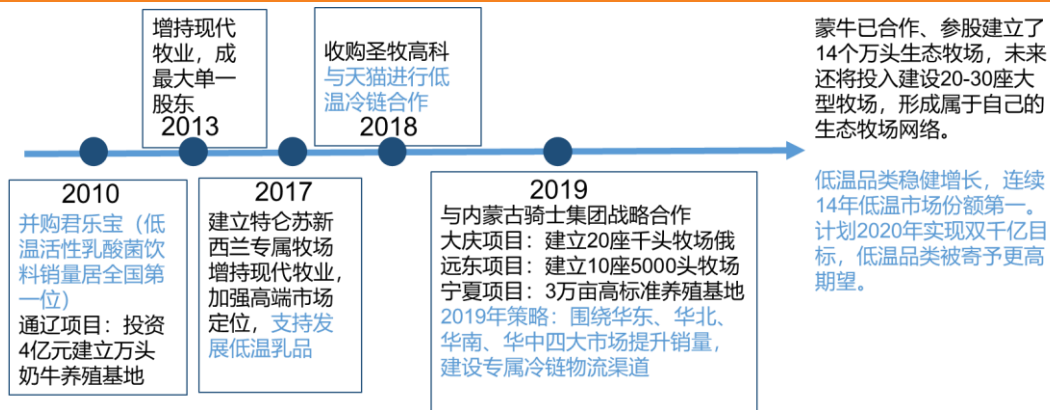 增持现代
牧业，成
最大单一
股东
2013
收购圣牧高科
与天猫进行低
温冷链合作
2018
2010
并购君乐宝（低
温活性乳酸菌饮
料销量居全国第
一位）
通辽项目：投资
4亿元建立万头
奶牛养殖基地
2017
建立特仑苏新
西兰专属牧场
增持现代牧业，
加强高端市场
定位，支持发
展低温乳品
2019
与内蒙古骑士集团战略合作
大庆项目：建立20座千头牧场俄
远东项目：建立10座5000头牧场
宁夏项目：3万亩高标准养殖基地
2019年策略：围绕华东、华北、
华南、华中四大市场提升销量，
建设专属冷链物流渠道
蒙牛已合作、参股建立了
14个万头生态牧场，未来
还将投入建设20-30座大
型牧场，形成属于自己的
生态牧场网络。
低温品类稳健增长，连续
14年低温市场份额第一。
计划2020年实现双千亿目
标，低温品类被寄予更高
期望。